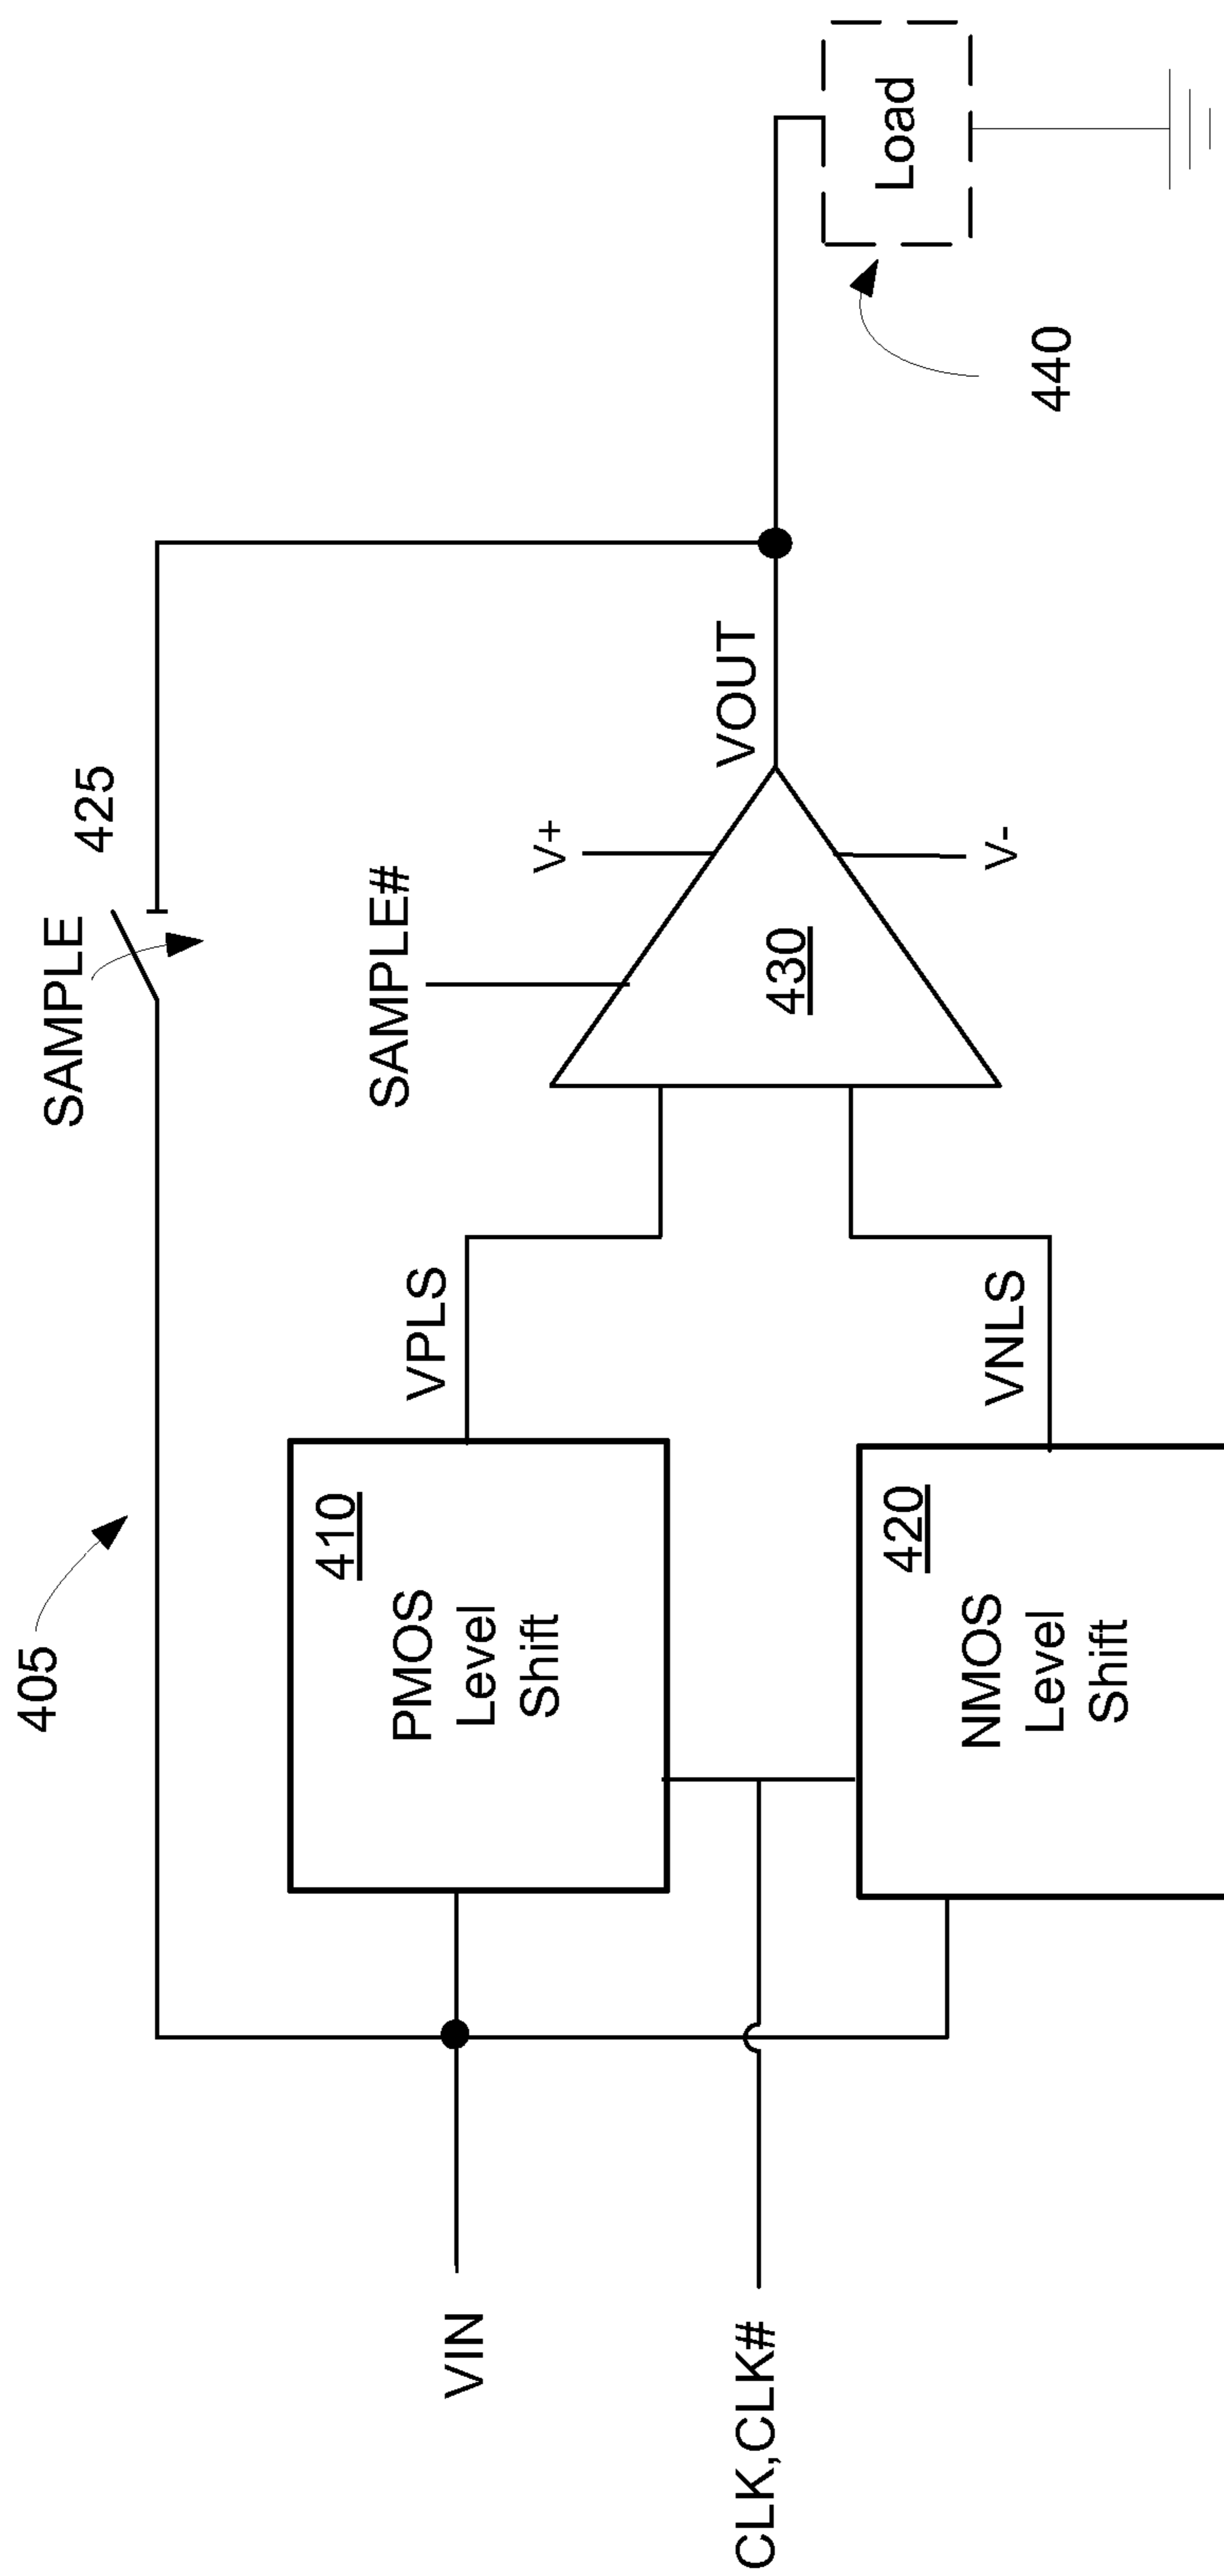 405
SAMPLE
425
SAMPLE#
V+
VOUT
410
PMOS
Level
Shift
VPLS
430
V-
VIN
CLK,CLK#
420
NMOS
Level
Shift
VNLS
Load
440